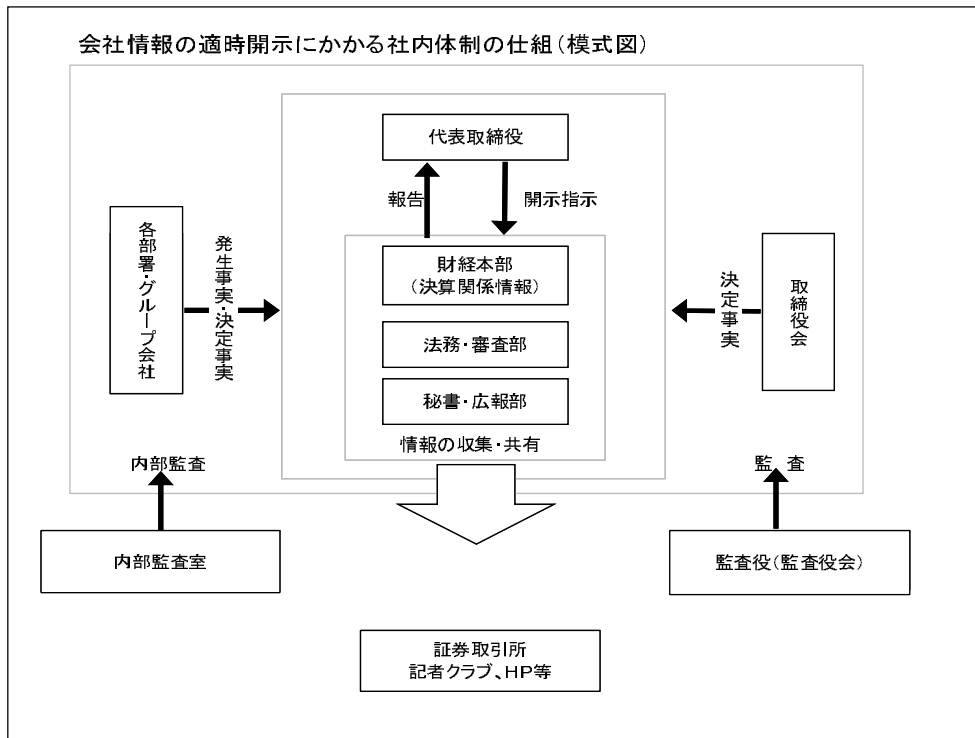 会社情報の適時開示にかかる社内体制の仕組(模式図)
代表取締役
報告
開示指示
各部署・グループ会社
発生事実・決定事実
財経本部
(決算関係情報)
法務・審査部
秘書・広報部
情報の収集・共有
決定事実
取締役会
内部監査
監 査
内部監査室
監査役(監査役会)
証券取引所
記者クラブ、HP等